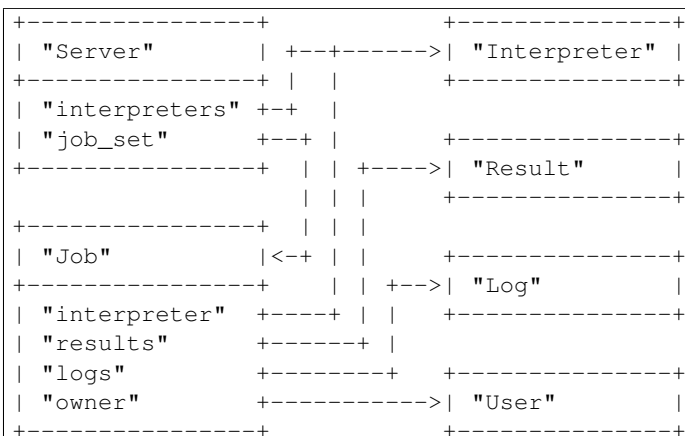 +----------------+            +---------------+
| "Server"       | +--+------>| "Interpreter" |
+----------------+ |  |       +---------------+
| "interpreters" +-+  |
| "job_set"      +--+ |       +---------------+
+----------------+  | | +---->| "Result"      |
                    | | |     +---------------+
+----------------+  | | |
| "Job"          |<-+ | |     +---------------+
+----------------+    | | +-->| "Log"         |
| "interpreter"  +----+ | |   +---------------+
| "results"      +------+ |
| "logs"         +--------+   +---------------+
| "owner"        +----------->| "User"        |
+----------------+            +---------------+